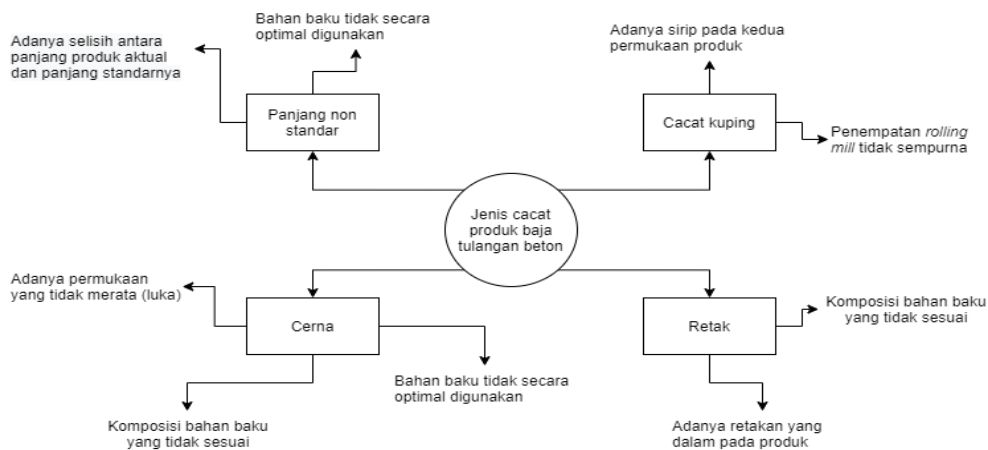 Bahan baku tidak secara
optimal digunakan
Adanya selisih antara
panjang produk aktual
dan panjang standarnya
Panjang non
standar
Adanya sirip pada kedua
permukaan produk
Cacat kuping
Penempatan rolling
mill tidak sempurna
Jenis cacat
produk baja
tulangan beton
Adanya permukaan
yang tidak merata (luka)
Cerna
Bahan baku tidak secara
optimal digunakan
Komposisi bahan baku
yang tidak sesuai
Retak
Komposisi bahan baku
yang tidak sesuai
Adanya retakan yang
dalam pada produk